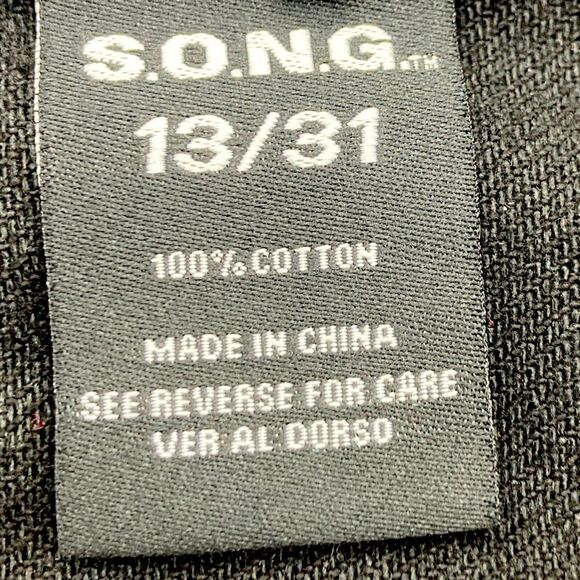 S.O.N.G.™
13/31
100% COTTON
MADE IN CHINA
SEE REVERSE FOR CARE
VER AL DORSO